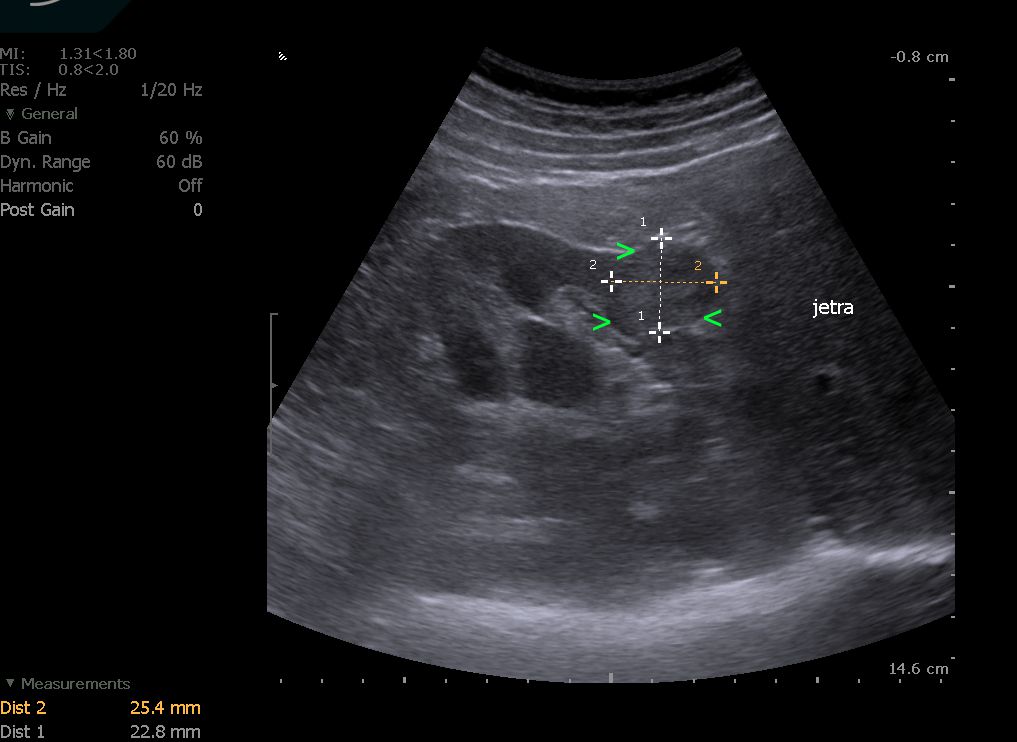 MI: 1.31<1.80
TIS: 0.8<2.0
Res / Hz 1/20 Hz
▼ General
B Gain 60 %
Dyn. Range 60 dB
Harmonic Off
Post Gain 0
-0.8 cm
1
2
2
1
jetra
14.6 cm
▼ Measurements
Dist 2 25.4 mm
Dist 1 22.8 mm